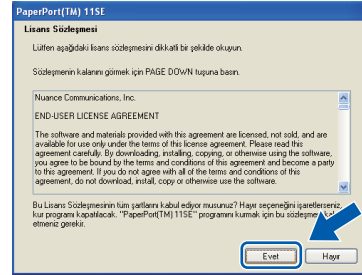 PaperPort(TM) 11SE
Lisans Sözleşmesi
Lütfen aşağıdaki lisans sözleşmesini dikkatli bir şekilde okuyun.
Sözleşmenin kalanını görmek için PAGE DOWN tuşuna basın.
Nuance Communications, Inc.
END-USER LICENSE AGREEMENT
The software and materials provided with this agreement are licensed, not sold, and are
available for use only under the terms of this license agreement. Please read this
agreement carefully. By downloading, installing, copying, or otherwise using the software,
you agree to be bound by the terms and conditions of this agreement and become a party
to this agreement. If you do not agree with all of the terms and conditions of this
agreement, do not download, install, copy or otherwise use the software.
Bu Lisans Sözleşmesinin tüm şartlarını kabul ediyor musunuz? Hayır seçeneğini işaretlerseniz,
kur programı kapatılacak. "PaperPort(TM) 11SE" programını kurmak için bu sözleşme
etmeniz gerekir.
Evet
Hayır